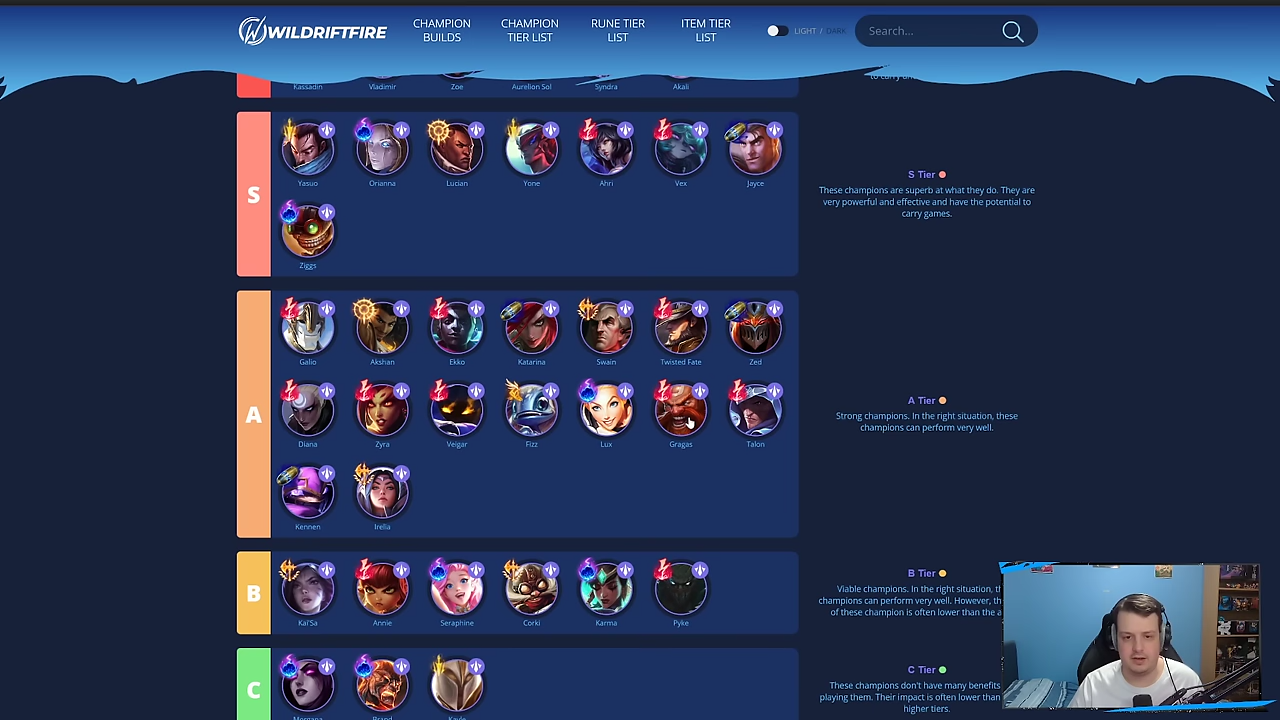 WILDRIFTFIRE
CHAMPION
BUILDS
CHAMPION
TIER LIST
RUNE TIER
LIST
ITEM TIER
LIST
LIGHT / DARK
Search...
Kassadin Vladimir Zoe Aurelion Sol Syndra Akali
S
Yasuo Orianna Lucian Yone Ahri Vex Jayce
Ziggs
S Tier
These champions are superb at what they do. They are
very powerful and effective and have the potential to
carry games.
A
Galio Akshan Ekko Katarina Swain Twisted Fate Zed
Diana Zyra Veigar Fizz Lux Gragas Talon
Kennen Irelia
A Tier
Strong champions. In the right situation, these
champions can perform very well.
B
Kai'Sa Annie Seraphine Corki Karma Pyke
B Tier
Viable champions. In the right situation, th
champions can perform very well. However, th
of these champion is often lower than the a
C
Morgana Brand Kayle
C Tier
These champions don't have many benefits
playing them. Their impact is often lower than
higher tiers.